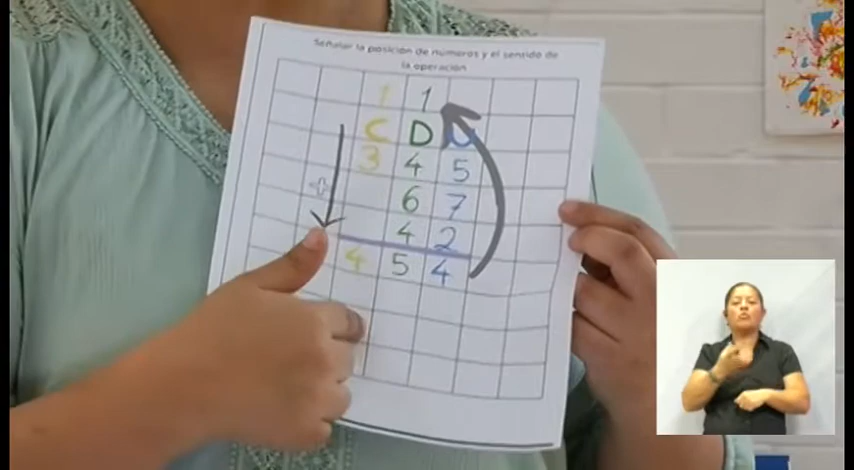 Señalar la posición de números y el sentido de
la operación
1 1
C D U
3 4 5
+ 6 7
4 2
4 5 4